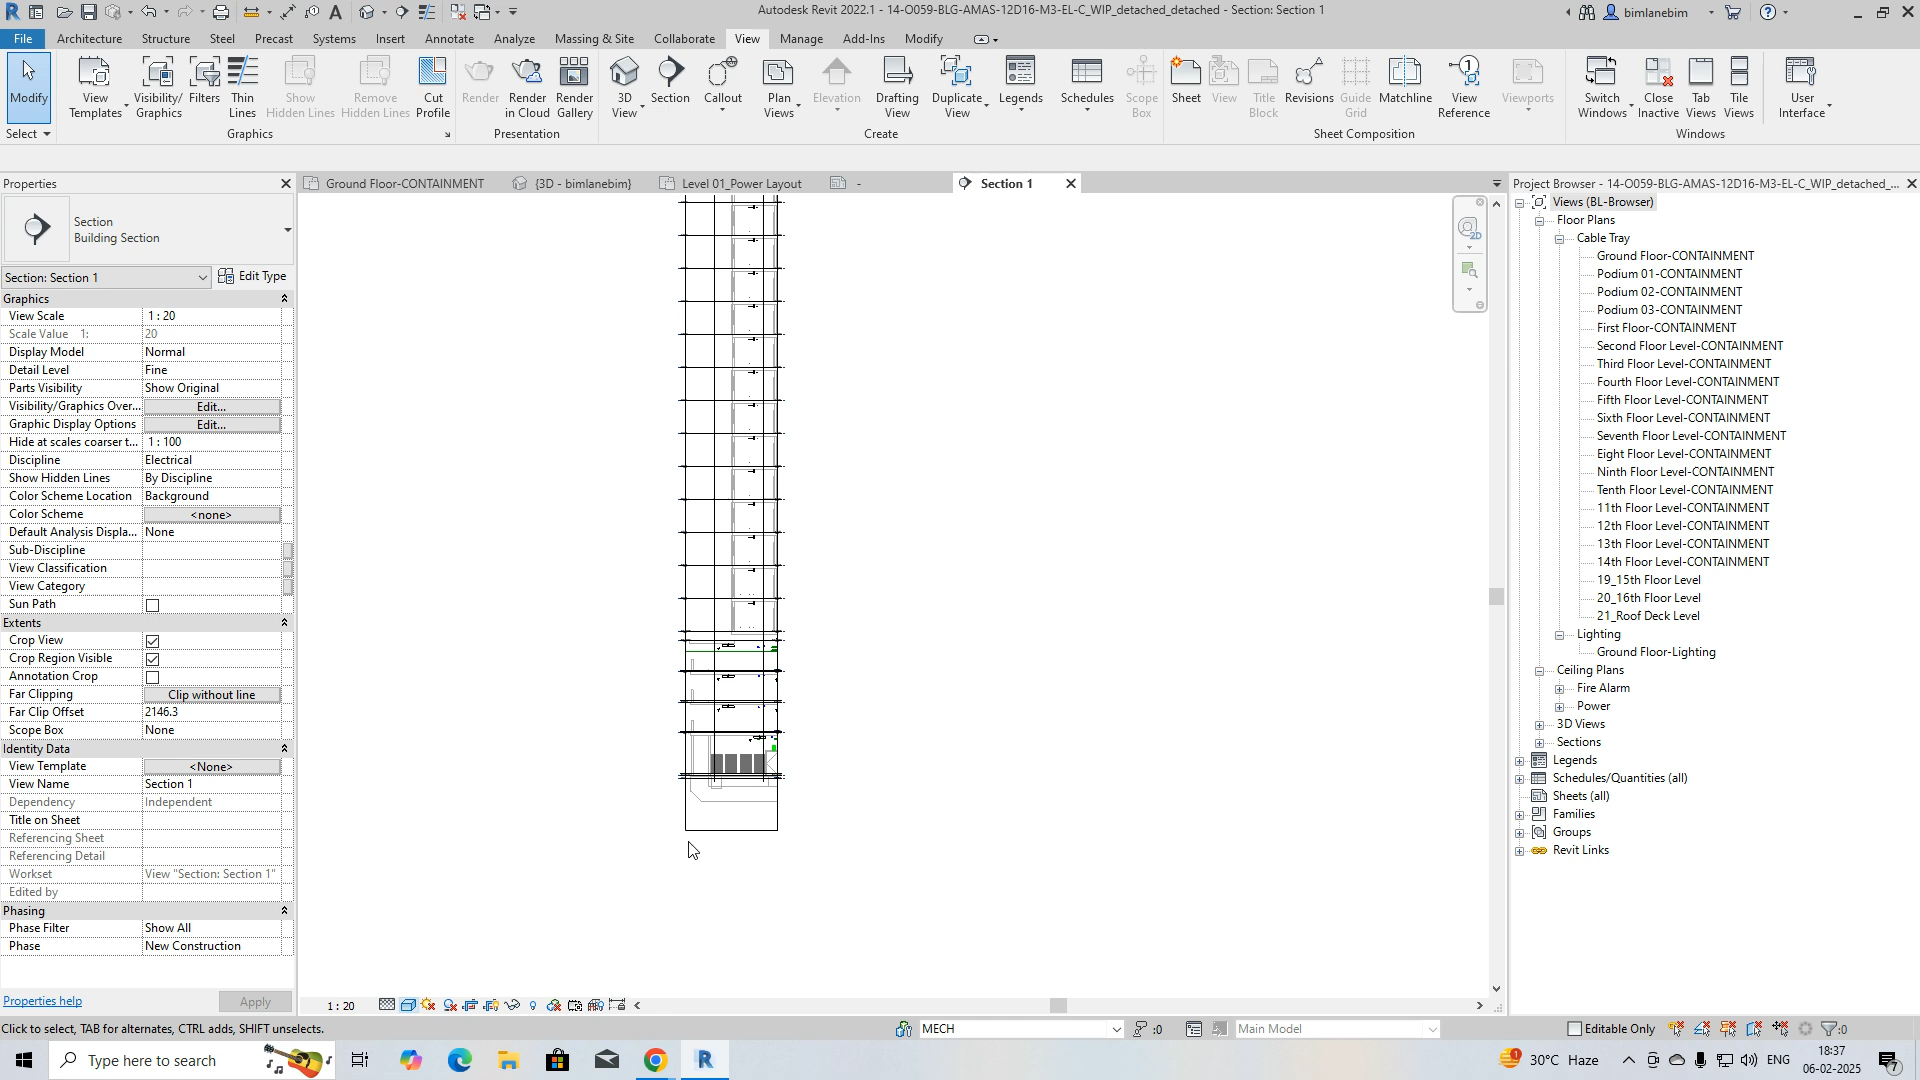 Autodesk Revit 2022.1 - 14-O059-BLG-AMAS-12D16-M3-EL-C_WIP_detached_detached - Section: Section 1
bimlanebim
File Architecture Structure Steel Precast Systems Insert Annotate Analyze Massing & Site Collaborate View Manage Add-Ins Modify
Modify
View Templates
Visibility/ Graphics
Filters
Thin Lines
Show Hidden Lines
Remove Hidden Lines
Cut Profile
Render
Render in Cloud
Render Gallery
3D View
Section
Callout
Plan Views
Elevation
Drafting View
Duplicate View
Legends
Schedules
Scope Box
Sheet
View
Title Block
Revisions
Guide Grid
Matchline
View Reference
Viewports
Switch Windows
Close Inactive
Tab Views
Tile Views
User Interface
Select Graphics Presentation Create Sheet Composition Windows
Properties
Ground Floor-CONTAINMENT {3D - bimlanebim} Level 01_Power Layout - Section 1
Section
Building Section
Section: Section 1 Edit Type
Graphics
View Scale 1 : 20
Scale Value 1: 20
Display Model Normal
Detail Level Fine
Parts Visibility Show Original
Visibility/Graphics Over... Edit...
Graphic Display Options Edit...
Hide at scales coarser t... 1 : 100
Discipline Electrical
Show Hidden Lines By Discipline
Color Scheme Location Background
Color Scheme <none>
Default Analysis Displa... None
Sub-Discipline
View Classification
View Category
Sun Path
Extents
Crop View
Crop Region Visible
Annotation Crop
Far Clipping Clip without line
Far Clip Offset 2146.3
Scope Box None
Identity Data
View Template <None>
View Name Section 1
Dependency Independent
Title on Sheet
Referencing Sheet
Referencing Detail
Workset View "Section: Section 1"
Edited by
Phasing
Phase Filter Show All
Phase New Construction
Properties help Apply
1 : 20
2D
Project Browser - 14-O059-BLG-AMAS-12D16-M3-EL-C_WIP_detached_...
Views (BL-Browser)
Floor Plans
Cable Tray
Ground Floor-CONTAINMENT
Podium 01-CONTAINMENT
Podium 02-CONTAINMENT
Podium 03-CONTAINMENT
First Floor-CONTAINMENT
Second Floor Level-CONTAINMENT
Third Floor Level-CONTAINMENT
Fourth Floor Level-CONTAINMENT
Fifth Floor Level-CONTAINMENT
Sixth Floor Level-CONTAINMENT
Seventh Floor Level-CONTAINMENT
Eight Floor Level-CONTAINMENT
Ninth Floor Level-CONTAINMENT
Tenth Floor Level-CONTAINMENT
11th Floor Level-CONTAINMENT
12th Floor Level-CONTAINMENT
13th Floor Level-CONTAINMENT
14th Floor Level-CONTAINMENT
19_15th Floor Level
20_16th Floor Level
21_Roof Deck Level
Lighting
Ground Floor-Lighting
Ceiling Plans
Fire Alarm
Power
3D Views
Sections
Legends
Schedules/Quantities (all)
Sheets (all)
Families
Groups
Revit Links
Click to select, TAB for alternates, CTRL adds, SHIFT unselects. MECH :0 Main Model Editable Only :0
Type here to search 30°C Haze ENG 18:37
06-02-2025
7